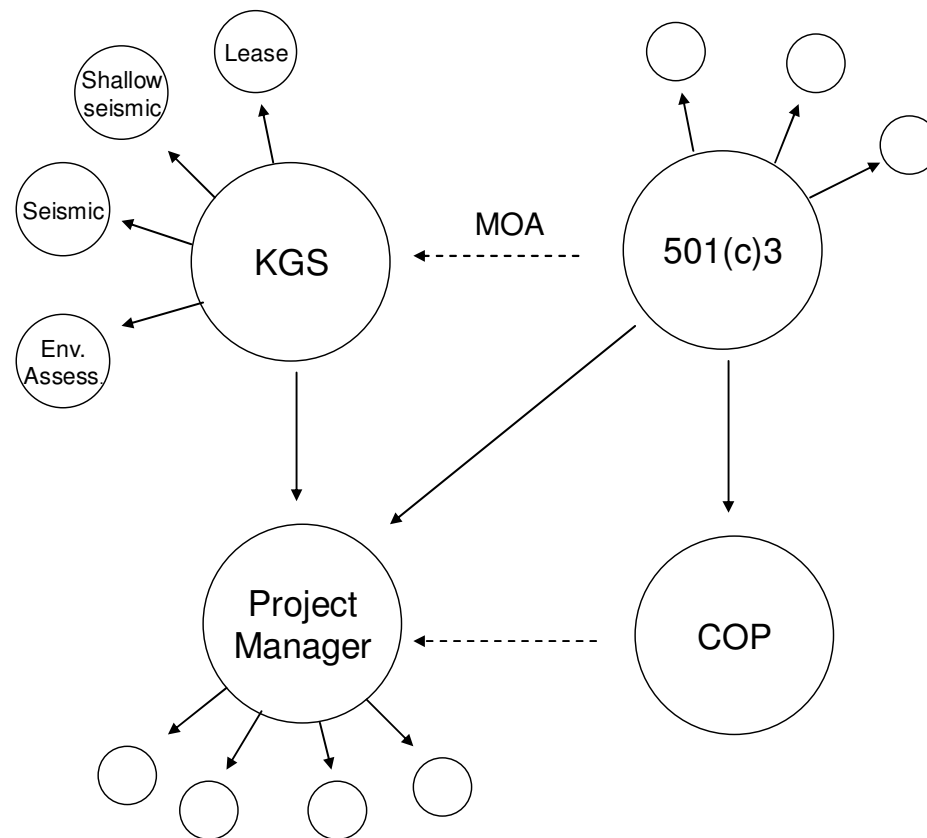 Lease
Shallow
seismic
Seismic
Env.
Assess.
KGS
MOA
501(c)3
Project
Manager
COP